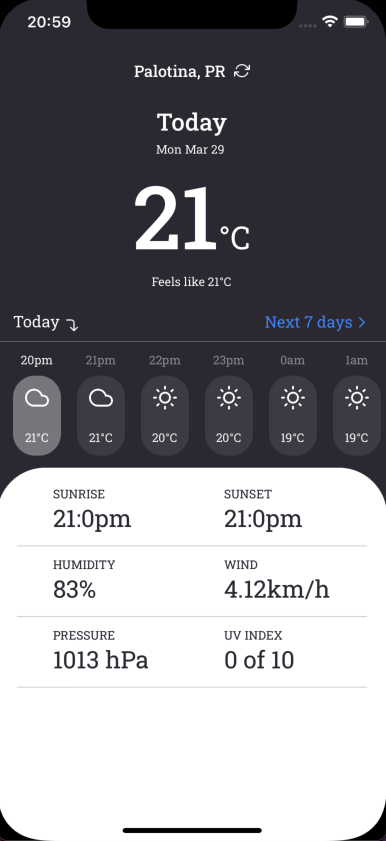 20:59
Palotina, PR
Today
Mon Mar 29
21°C
Feels like 21°C
Today Next 7 days
20pm 21pm 22pm 23pm 0am 1am
21°C 21°C 20°C 20°C 19°C 19°C
SUNRISE SUNSET
21:0pm 21:0pm
HUMIDITY WIND
83% 4.12km/h
PRESSURE UV INDEX
1013 hPa 0 of 10